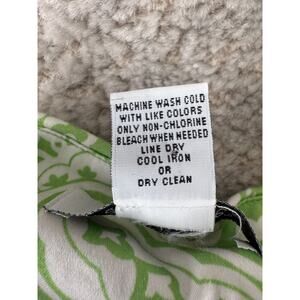 MACHINE WASH COLD
WITH LIKE COLORS
ONLY NON-CHLORINE
BLEACH WHEN NEEDED
LINE DRY
COOL IRON
OR
DRY CLEAN